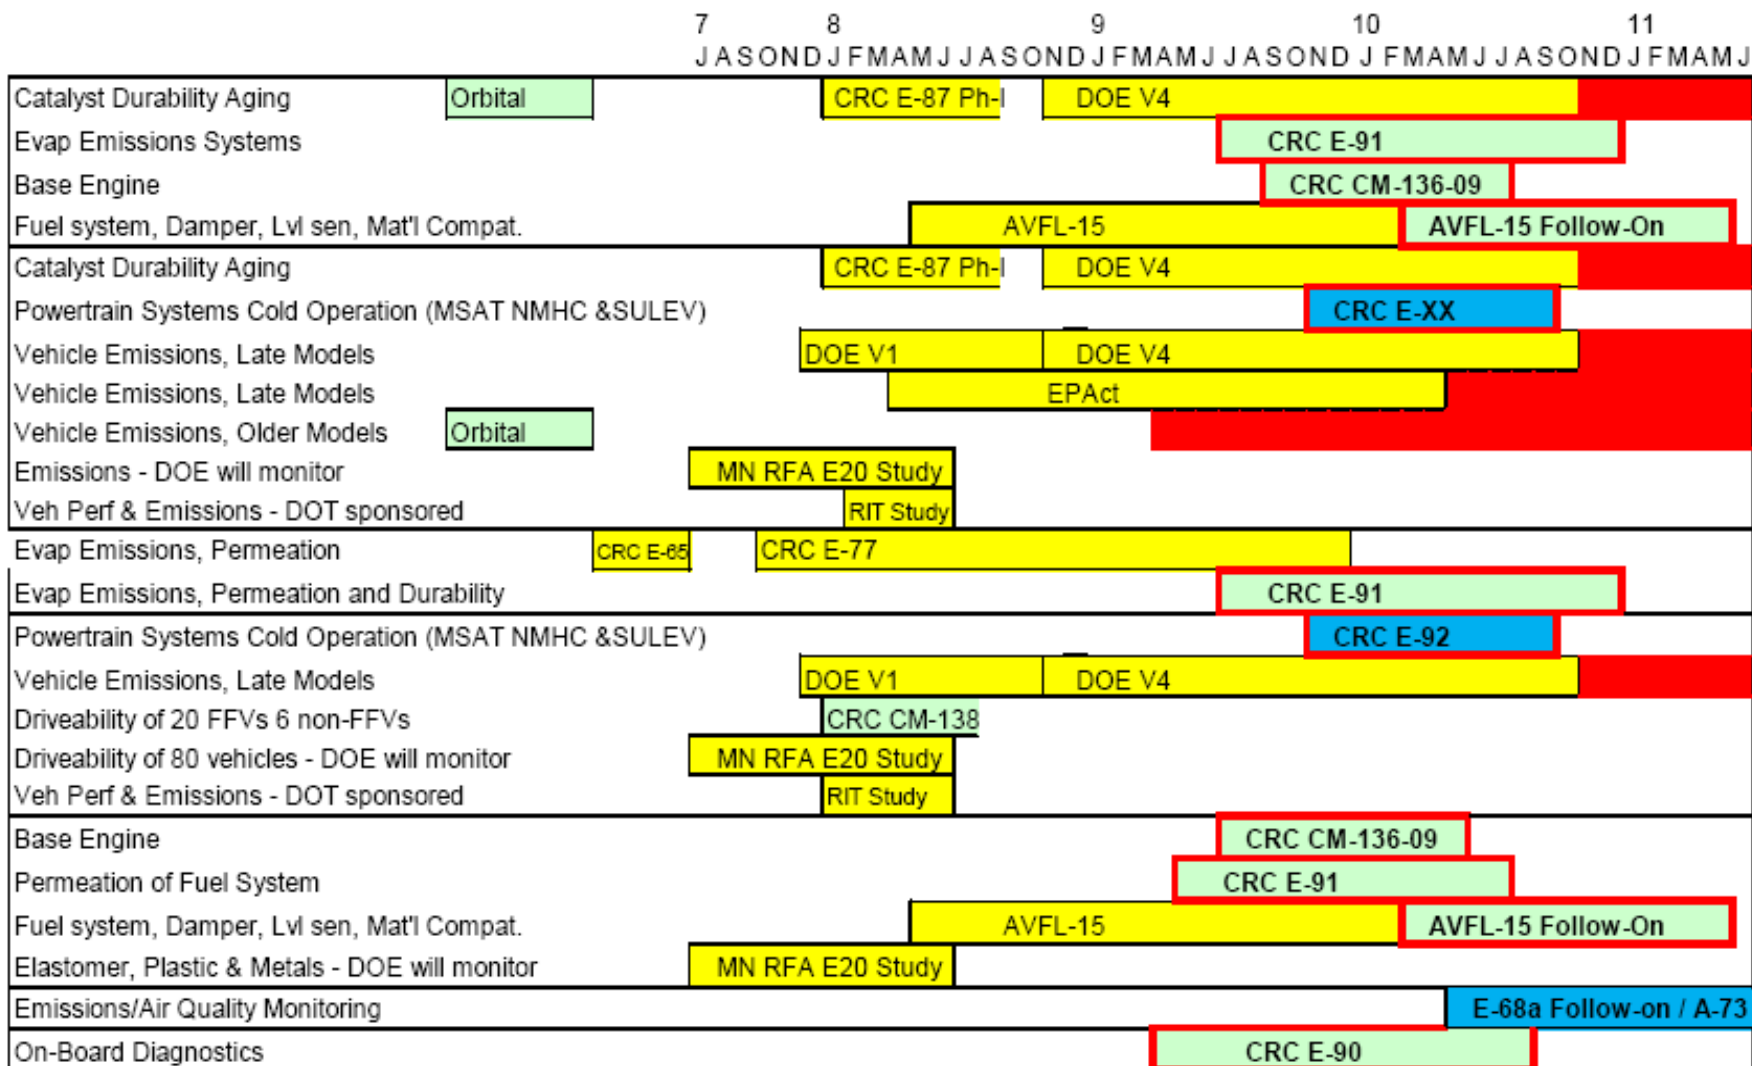 7 8 9 10 11
J A S O N D J F M A M J J A S O N D J F M A M J J A S O N D J F M A M J J A S O N D J F M A M J
Catalyst Durability Aging Orbital CRC E-87 Ph-I DOE V4
Evap Emissions Systems CRC E-91
Base Engine CRC CM-136-09
Fuel system, Damper, Lvl sen, Mat'l Compat. AVFL-15 AVFL-15 Follow-On
Catalyst Durability Aging CRC E-87 Ph-I DOE V4
Powertrain Systems Cold Operation (MSAT NMHC &SULEV) CRC E-XX
Vehicle Emissions, Late Models DOE V1 DOE V4
Vehicle Emissions, Late Models EPAct
Vehicle Emissions, Older Models Orbital
Emissions - DOE will monitor MN RFA E20 Study
Veh Perf & Emissions - DOT sponsored RIT Study
Evap Emissions, Permeation CRC E-65 CRC E-77
Evap Emissions, Permeation and Durability CRC E-91
Powertrain Systems Cold Operation (MSAT NMHC &SULEV) CRC E-92
Vehicle Emissions, Late Models DOE V1 DOE V4
Driveability of 20 FFVs 6 non-FFVs CRC CM-138
Driveability of 80 vehicles - DOE will monitor MN RFA E20 Study
Veh Perf & Emissions - DOT sponsored RIT Study
Base Engine CRC CM-136-09
Permeation of Fuel System CRC E-91
Fuel system, Damper, Lvl sen, Mat'l Compat. AVFL-15 AVFL-15 Follow-On
Elastomer, Plastic & Metals - DOE will monitor MN RFA E20 Study
Emissions/Air Quality Monitoring E-68a Follow-on / A-73
On-Board Diagnostics CRC E-90